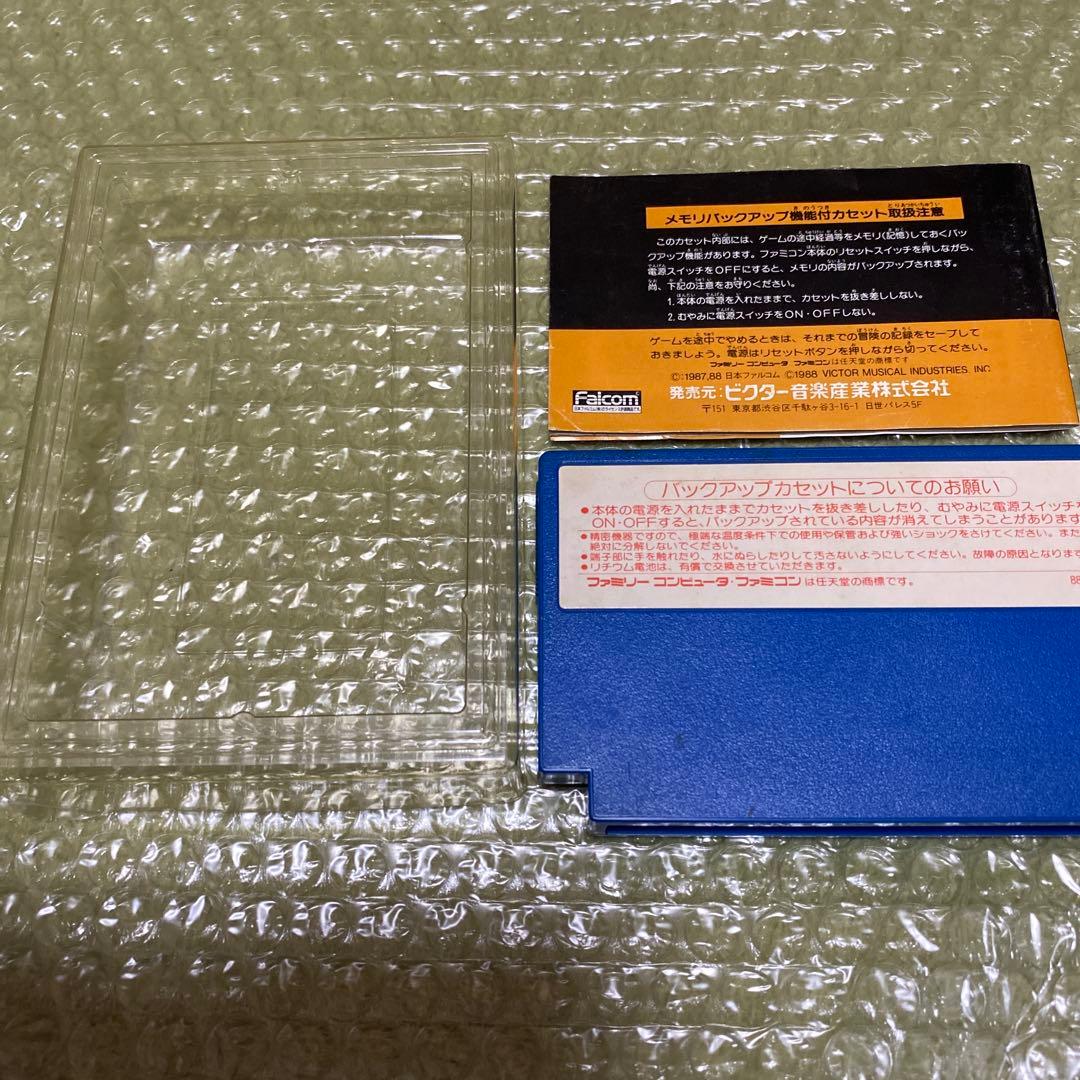 メモリバックアップ機能付カセット取扱注意
このカセット内部には、ゲームの途中経過等をメモリ(記憶)しておくバッ
クアップ機能があります。ファミコン本体のリセットスイッチを押しながら、
電源スイッチをOFFにすると、メモリの内容がバックアップされます。
尚、下記の注意をお守りください。
1.本体の電源を入れたままで、カセットを抜き差ししない。
2.むやみに電源スイッチをON・OFFしない。
ゲームを途中でやめるときは、それまでの冒険の記録をセーブして
おきましょう。電源はリセットボタンを押しながら切ってください。
ファミリーコンピュータ ファミコンは任天堂の商標です
©1987,88 日本ファルコム ©1988 VICTOR MUSICAL INDUSTRIES. INC
Falcom
発売元:ビクター音楽産業株式会社
〒151 東京都渋谷区千駄ヶ谷3-16-1 日世パレス5F
バックアップカセットについてのお願い
●本体の電源を入れたままでカセットを抜き差ししたり、むやみに電源スイッチを
ON・OFFすると、バックアップされている内容が消えてしまうことがあります
●精密機器ですので、極端な温度条件下での使用や保管および強いショックをさけてください。また
絶対に分解しないでください。
●端子部に手を触れたり、水にぬらしたりして汚さないようにしてください。故障の原因となります
●リチウム電池は、有償で交換させていただきます。
ファミリーコンピュータ・ファミコンは任天堂の商標です。